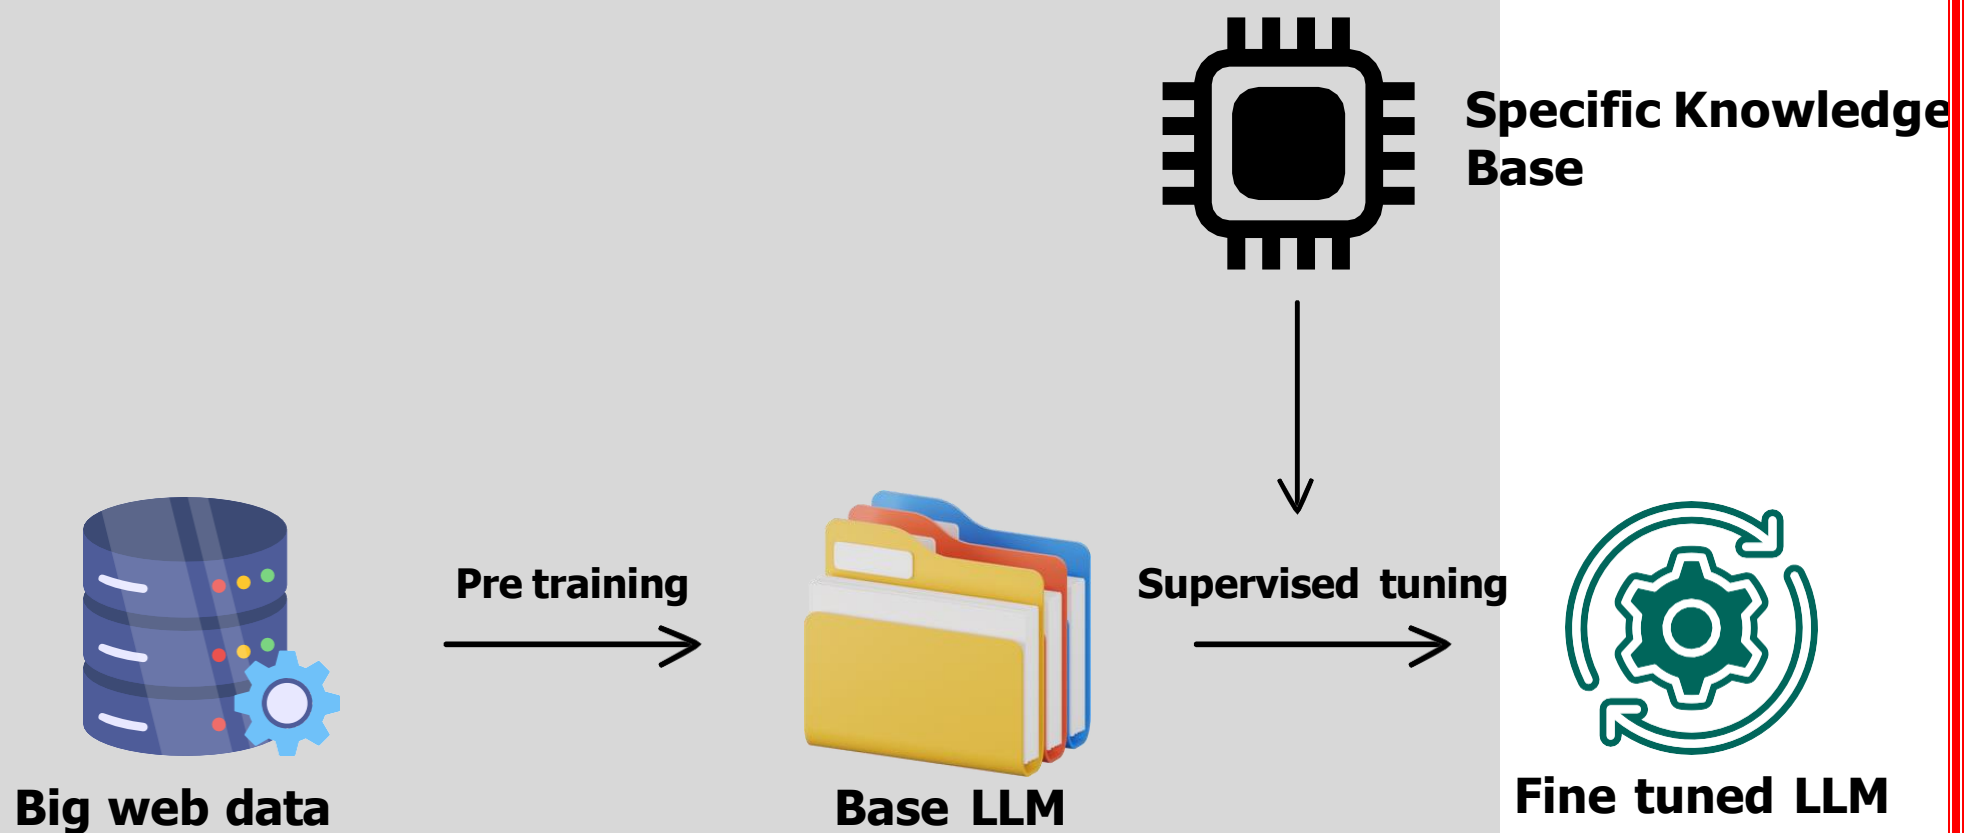 Specific Knowledge
Base
Pre training
Supervised tuning
Big web data
Base LLM
Fine tuned LLM